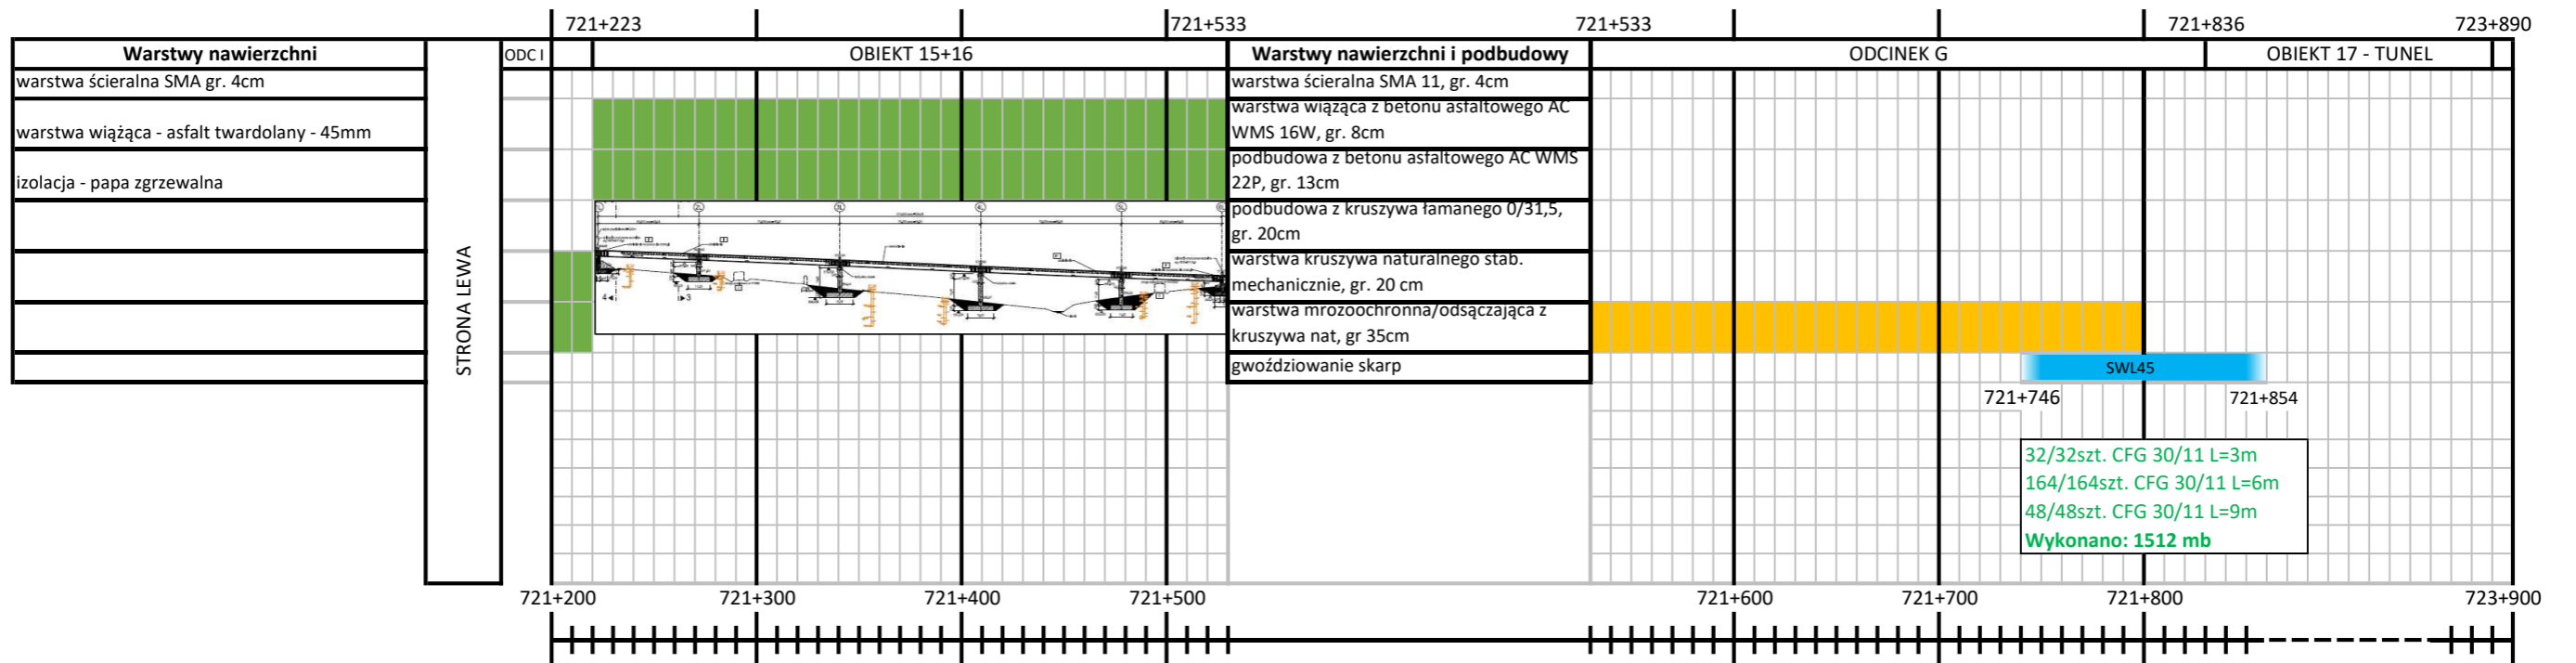 721+223
721+533
721+533
721+836
723+890
Warstwy nawierzchni
ODC I
OBIEKT 15+16
Warstwy nawierzchni i podbudowy
ODCINEK G
OBIEKT 17 - TUNEL
warstwa ścieralna SMA gr. 4cm
warstwa wiążąca - asfalt twardolany - 45mm
izolacja - papa zgrzewalna
STRONA LEWA
warstwa ścieralna SMA 11, gr. 4cm
warstwa wiążąca z betonu asfaltowego AC
WMS 16W, gr. 8cm
podbudowa z betonu asfaltowego AC WMS
22P, gr. 13cm
podbudowa z kruszywa łamanego 0/31,5,
gr. 20cm
warstwa kruszywa naturalnego stab.
mechanicznie, gr. 20 cm
warstwa mrozoochronna/odsączająca z
kruszywa nat, gr 35cm
gwoździowanie skarp
SWL45
721+746
721+854
32/32szt. CFG 30/11 L=3m
164/164szt. CFG 30/11 L=6m
48/48szt. CFG 30/11 L=9m
Wykonano: 1512 mb
721+200
721+300
721+400
721+500
721+600
721+700
721+800
723+900